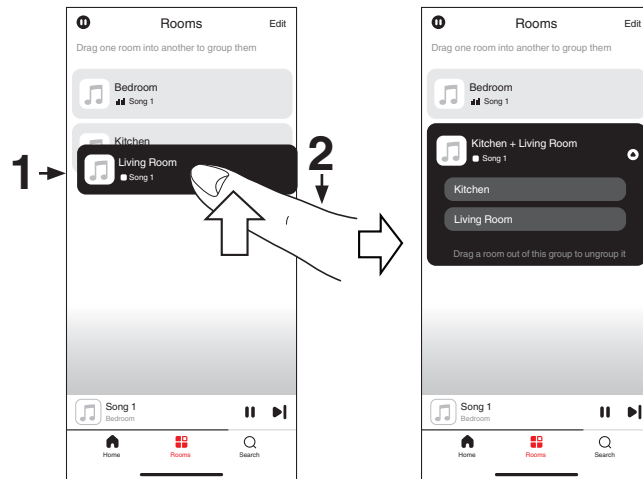 Rooms
Edit
Drag one room into another to group them
Bedroom
Song 1
Kitchen
Living Room
Song 1
1
2
Song 1
Bedroom
Home
Rooms
Search
Rooms
Edit
Drag one room into another to group them
Bedroom
Song 1
Kitchen + Living Room
Song 1
Kitchen
Living Room
Drag a room out of this group to ungroup it
Song 1
Bedroom
Home
Rooms
Search